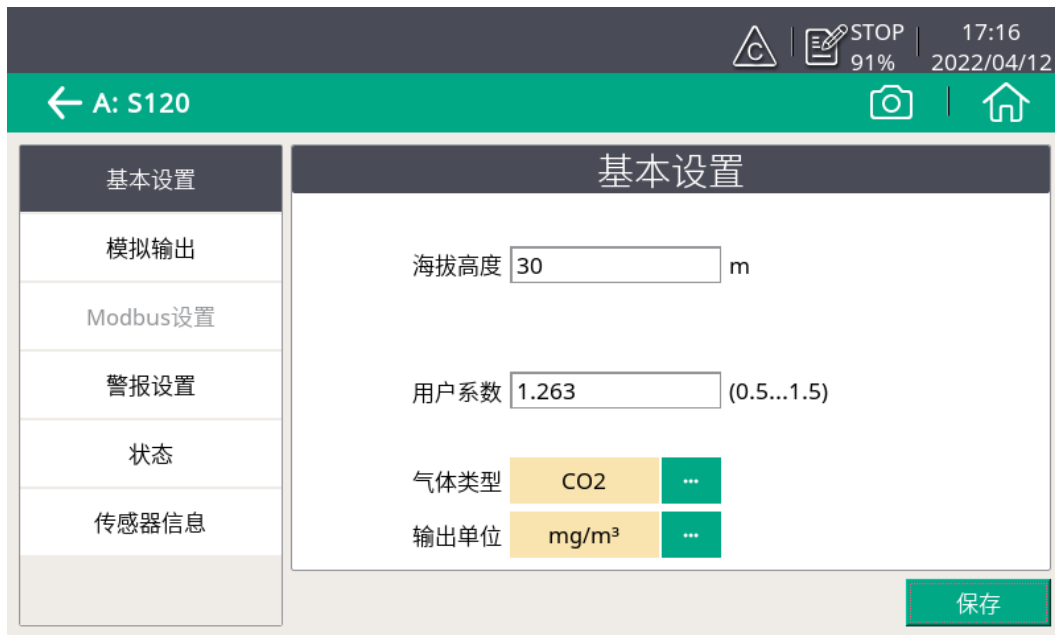 C
STOP
91%
17:16
2022/04/12
A: S120
基本设置
模拟输出
Modbus设置
警报设置
状态
传感器信息
基本设置
海拔高度 30 m
用户系数 1.263 (0.5...1.5)
气体类型 CO2 ...
输出单位 mg/m³ ...
保存